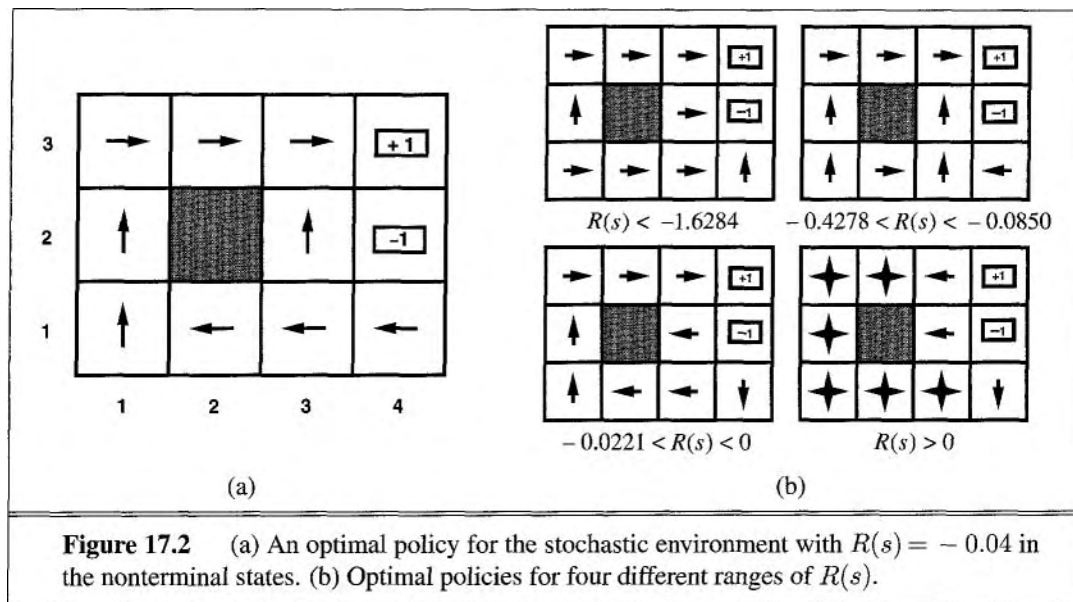 3
2
1
+ 1
−1
1 2 3 4
(a)
+1
−1
R(s) < −1.6284
+1
−1
− 0.4278 < R(s) < − 0.0850
+1
−1
− 0.0221 < R(s) < 0
+1
−1
R(s) > 0
(b)
Figure 17.2 (a) An optimal policy for the stochastic environment with R(s) = − 0.04 in
the nonterminal states. (b) Optimal policies for four different ranges of R(s).